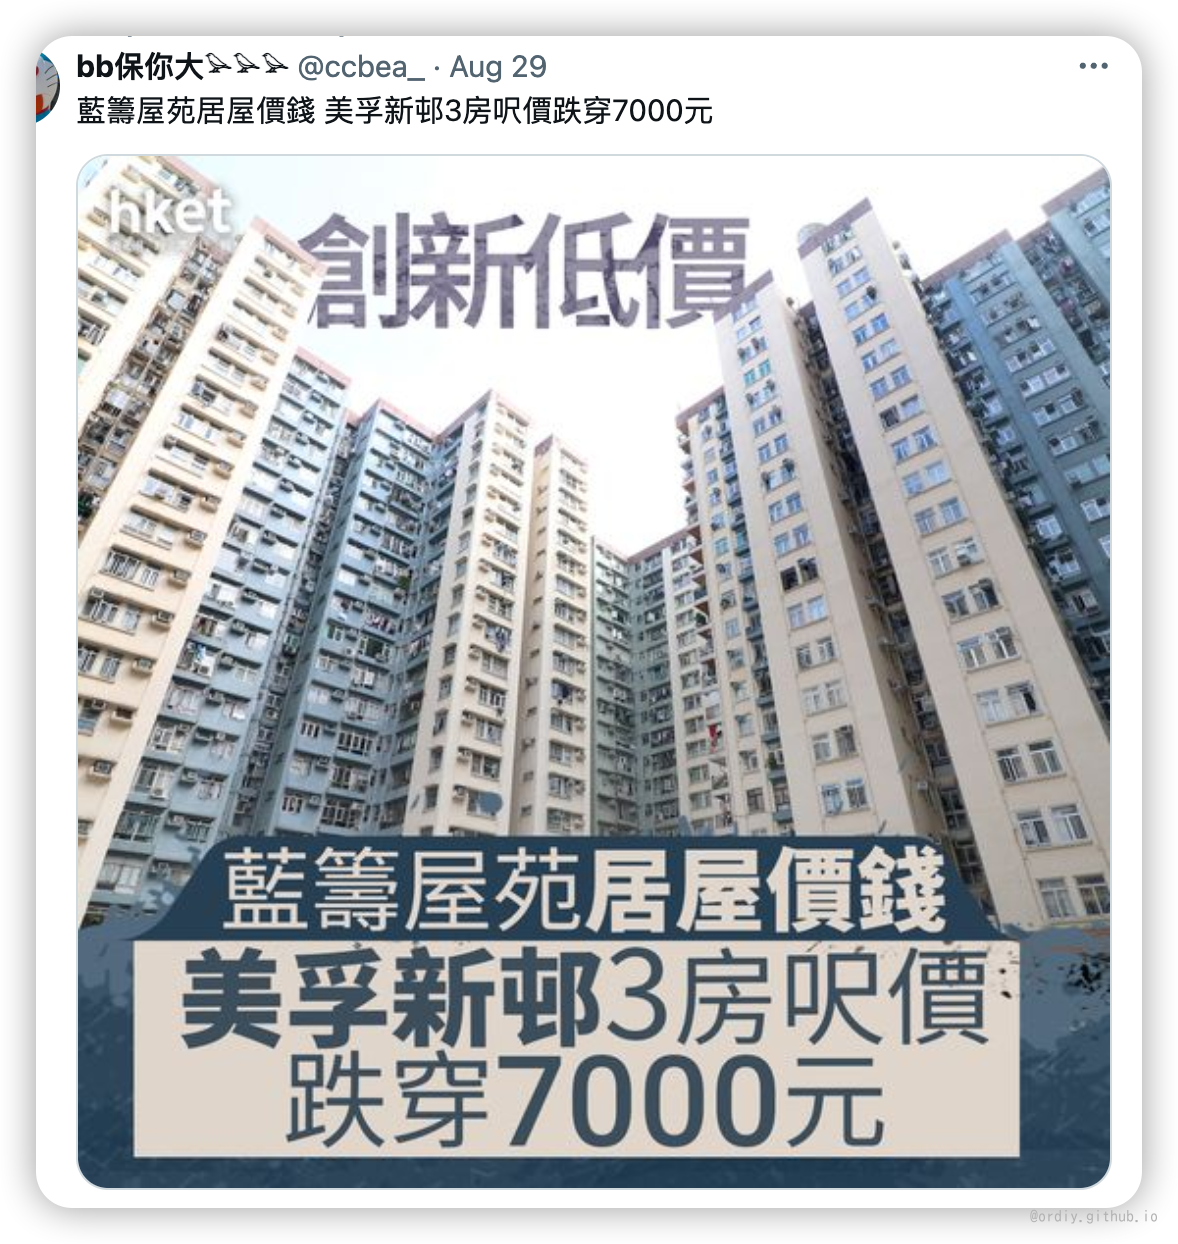 bb保你大𓅪𓅪𓅪 @ccbea_ · Aug 29
藍籌屋苑居屋價錢 美孚新邨3房呎價跌穿7000元
hket
創新低價
藍籌屋苑居屋價錢
美孚新邨3房呎價
跌穿7000元
@ordiy.github.io